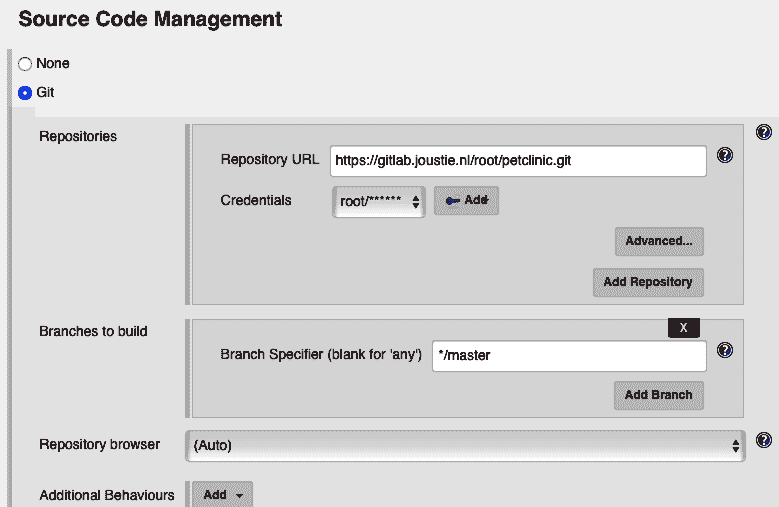 Source Code Management
None
Git
Repositories
Repository URL https://gitlab.joustie.nl/root/petclinic.git
Credentials root/****** Add
Advanced...
Add Repository
Branches to build
X
Branch Specifier (blank for 'any') */master
Add Branch
Repository browser (Auto)
Additional Behaviours Add